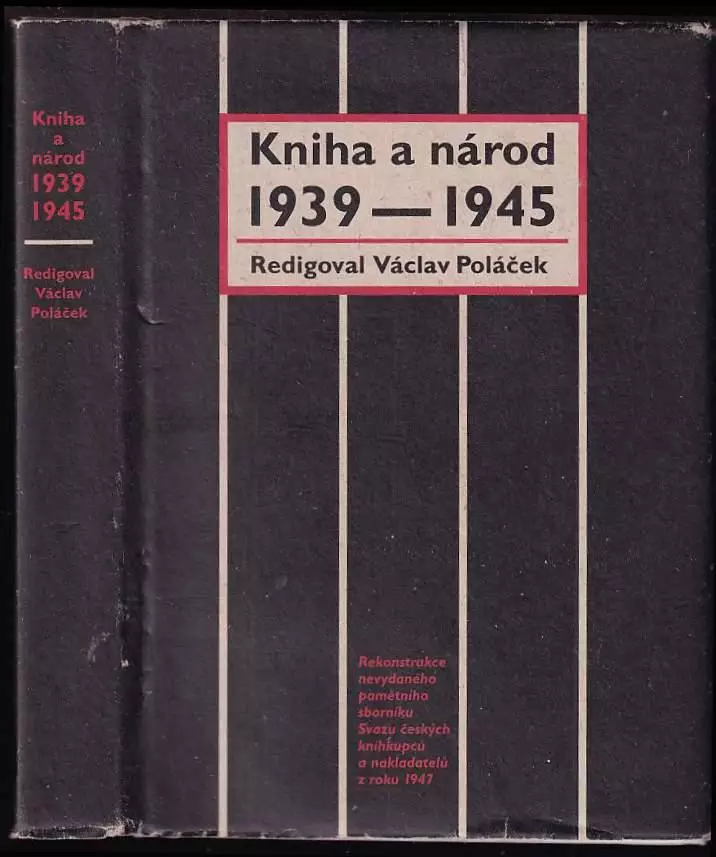 Kniha
a
národ
1939
1945
Redigoval
Václav
Poláček
Kniha a národ
1939—1945
Redigoval Václav Poláček
Rekonstrukce
nevydaného
pamětního
sborníku
Svazu českých
knihkupců
a nakladatelů
z roku 1947